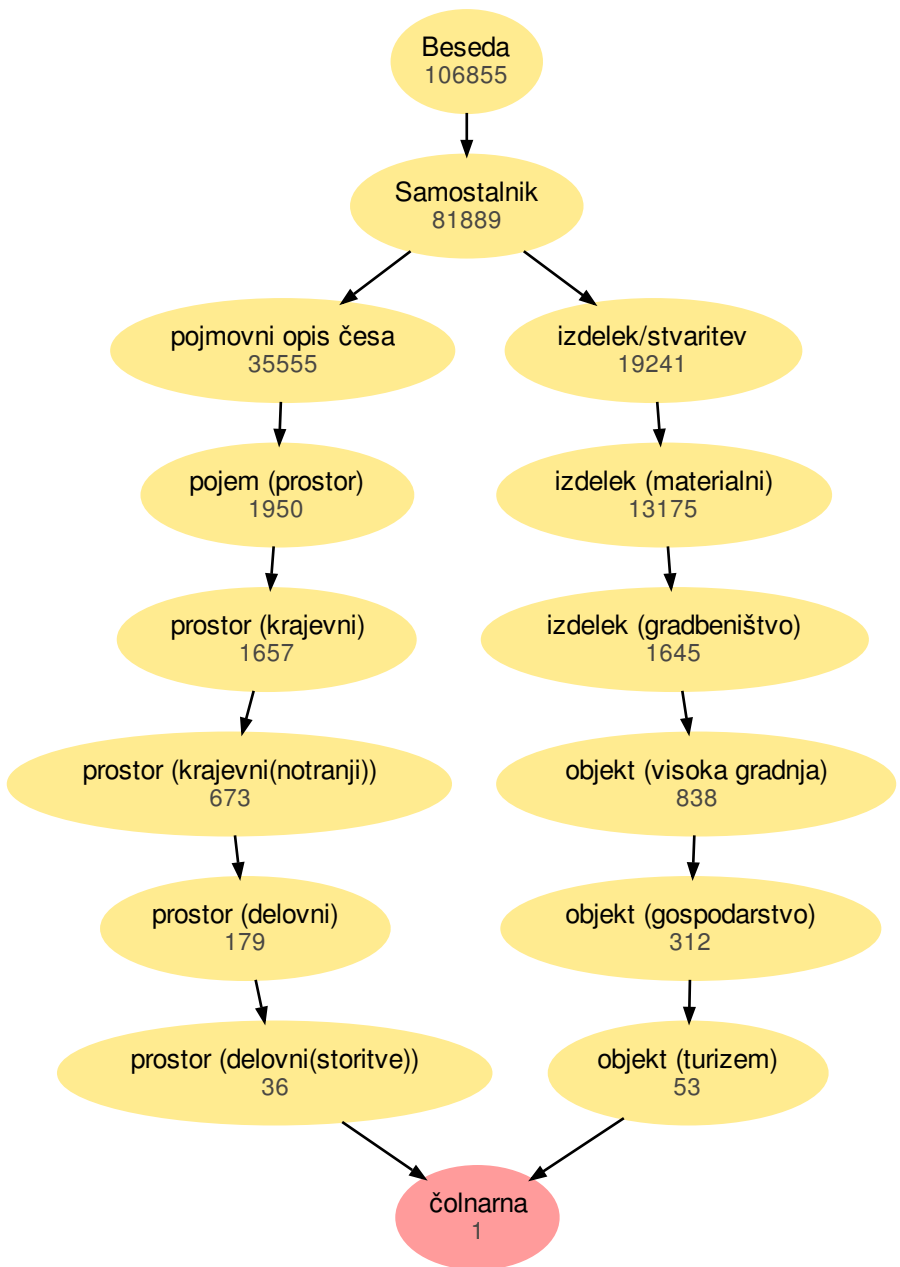 Beseda
106855
Samostalnik
81889
pojmovni opis česa
35555
izdelek/stvaritev
19241
pojem (prostor)
1950
izdelek (materialni)
13175
prostor (krajevni)
1657
izdelek (gradbeništvo)
1645
prostor (krajevni(notranji))
673
objekt (visoka gradnja)
838
prostor (delovni)
179
objekt (gospodarstvo)
312
prostor (delovni(storitve))
36
objekt (turizem)
53
čolnarna
1